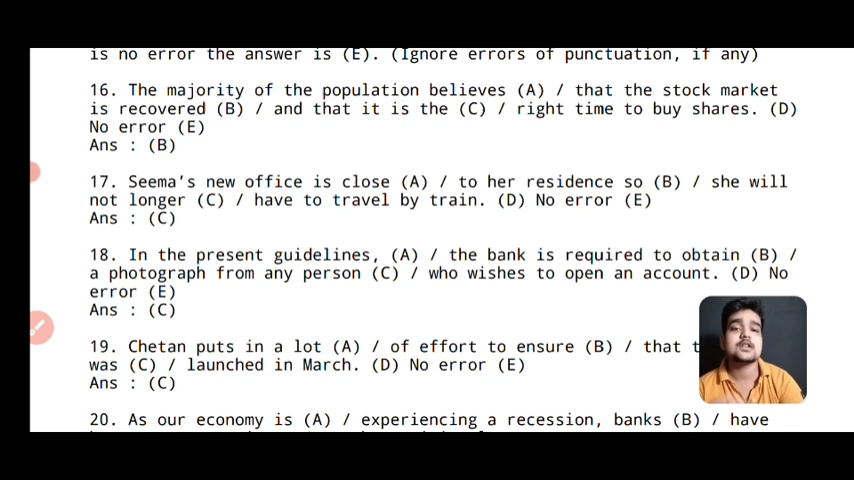 is no error the answer is (E). (Ignore errors of punctuation, if any)
16. The majority of the population believes (A) / that the stock market
is recovered (B) / and that it is the (C) / right time to buy shares. (D)
No error (E)
Ans : (B)
17. Seema's new office is close (A) / to her residence so (B) / she will
not longer (C) / have to travel by train. (D) No error (E)
Ans : (C)
18. In the present guidelines, (A) / the bank is required to obtain (B) /
a photograph from any person (C) / who wishes to open an account. (D) No
error (E)
Ans : (C)
19. Chetan puts in a lot (A) / of effort to ensure (B) / that
was (C) / launched in March. (D) No error (E)
Ans : (C)
20. As our economy is (A) / experiencing a recession, banks (B) / have